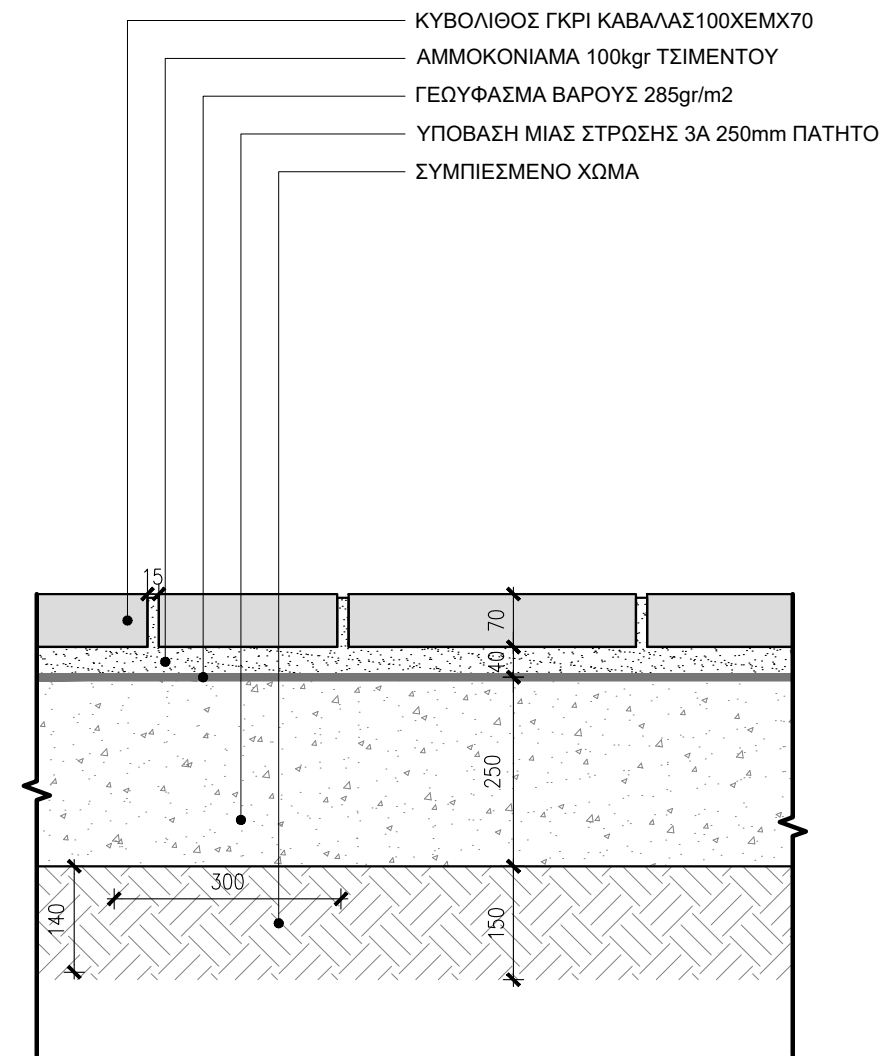 ΚΥΒΟΛΙΘΟΣ ΓΚΡΙ ΚΑΒΑΛΑΣ100ΧΕΜΧ70
ΑΜΜΟΚΟΝΙΑΜΑ 100kgr ΤΣΙΜΕΝΤΟΥ
ΓΕΩΥΦΑΣΜΑ ΒΑΡΟΥΣ 285gr/m2
ΥΠΟΒΑΣΗ ΜΙΑΣ ΣΤΡΩΣΗΣ 3Α 250mm ΠΑΤΗΤΟ
ΣΥΜΠΙΕΣΜΕΝΟ ΧΩΜΑ
15
70
40
250
300
140
150